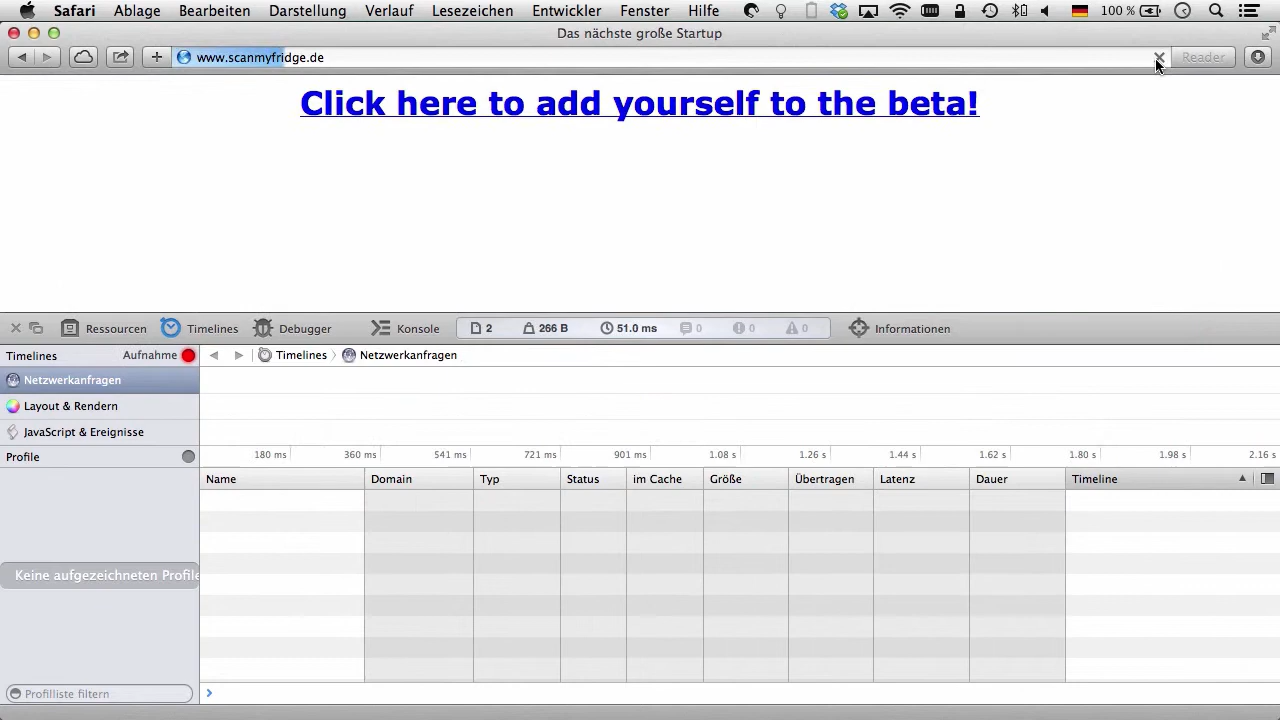 Safari Ablage Bearbeiten Darstellung Verlauf Lesezeichen Entwickler Fenster Hilfe 100 %
Das nächste große Startup
www.scanmyfridge.de Reader
Click here to add yourself to the beta!
Ressourcen Timelines Debugger Konsole 2 266 B 51.0 ms 0 0 0 Informationen
Timelines Aufnahme Timelines Netzwerkanfragen
Netzwerkanfragen
Layout & Rendern
JavaScript & Ereignisse
Profile 180 ms 360 ms 541 ms 721 ms 901 ms 1.08 s 1.26 s 1.44 s 1.62 s 1.80 s 1.98 s 2.16 s
Name Domain Typ Status im Cache Größe Übertragen Latenz Dauer Timeline
Keine aufgezeichneten Profile
Profilliste filtern